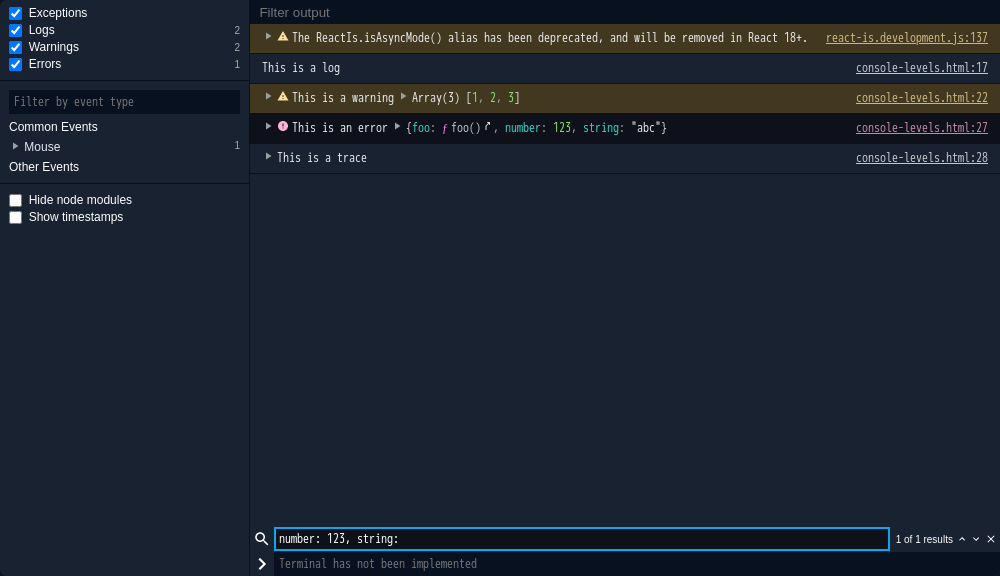 Exceptions
Logs 2
Warnings 2
Errors 1
Filter by event type
Common Events
Mouse 1
Other Events
Hide node modules
Show timestamps
Filter output
The ReactIs.isAsyncMode() alias has been deprecated, and will be removed in React 18+. react-is.development.js:137
This is a log console-levels.html:17
This is a warning Array(3) [1, 2, 3] console-levels.html:22
This is an error {foo: ƒ foo(), number: 123, string: "abc"} console-levels.html:27
This is a trace console-levels.html:28
number: 123, string: 1 of 1 results
Terminal has not been implemented